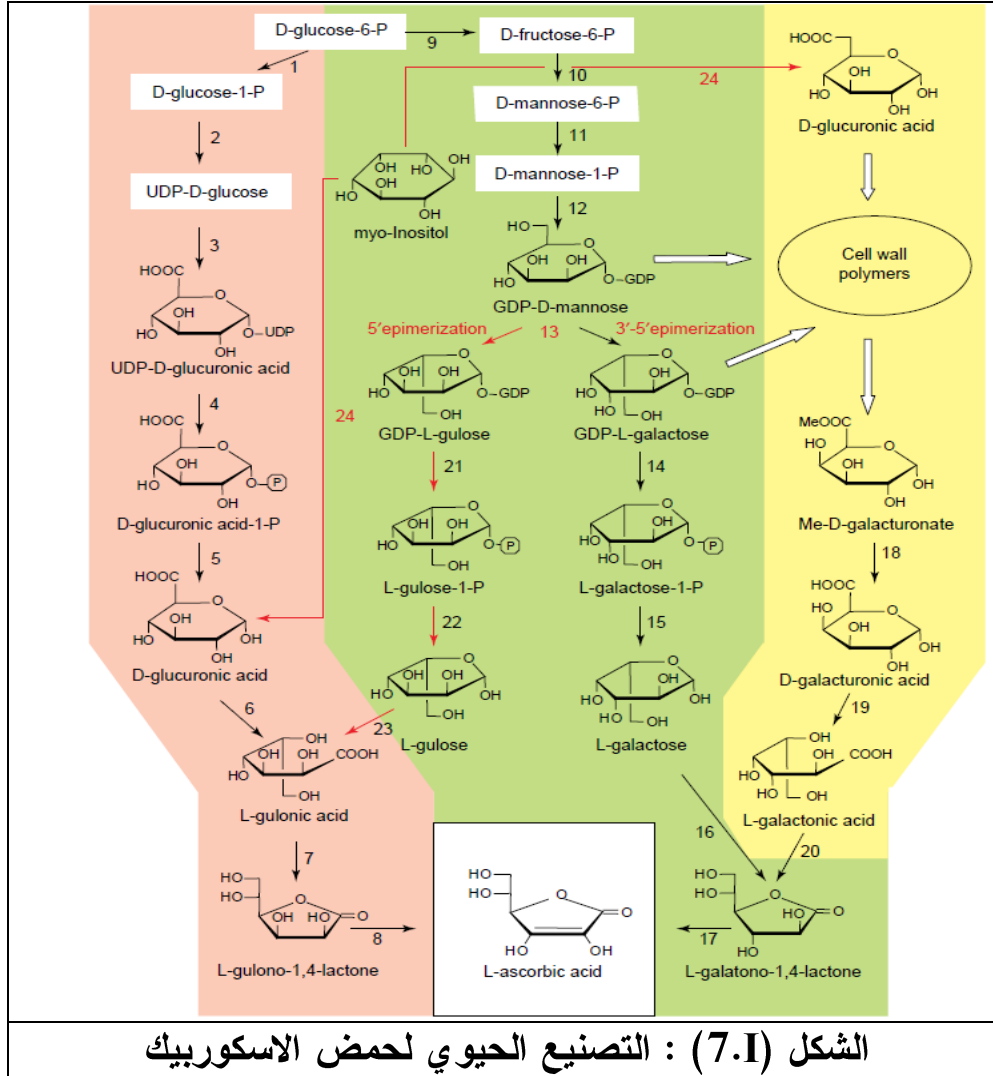 D-glucose-6-P
9
D-fructose-6-P
1
10
24
D-glucose-1-P
D-mannose-6-P
HOOC
O
OH
HO
OH
OH
D-glucuronic acid
2
11
UDP-D-glucose
OH
HO
OH
OH
HO
OH
myo-Inositol
D-mannose-1-P
12
3
HO
O
OH
OH
HO
O–GDP
GDP-D-mannose
Cell wall
polymers
HOOC
O
OH
HO
O–UDP
OH
UDP-D-glucuronic acid
5′epimerization
13
3′-5′epimerization
4
24
O
OH
OH
HO
O–GDP
OH
GDP-L-gulose
O
OH
HO
HO
O–GDP
OH
GDP-L-galactose
MeOOC
HO
O
OH
HO
OH
OH
Me-D-galacturonate
HOOC
O
OH
HO
O–P
OH
D-glucuronic acid-1-P
21
14
5
O
OH
OH
HO
O–P
OH
L-gulose-1-P
O
OH
HO
HO
O–P
OH
L-galactose-1-P
18
HOOC
O
OH
HO
OH
OH
D-glucuronic acid
22
15
HOOC
HO
O
OH
HO
OH
OH
D-galacturonic acid
6
O
OH
OH
HO
OH
OH
L-gulose
23
O
OH
HO
HO
OH
OH
L-galactose
19
OH
OH
OH
HO
COOH
OH
L-gulonic acid
OH
OH
HO
HO
COOH
OH
L-galactonic acid
7
16
20
HO
HO
O
O
OH
HO
L-gulono-1,4-lactone
8
HO
HO
O
O
HO
OH
L-ascorbic acid
17
HO
HO
O
O
HO
HO
L-galatono-1,4-lactone
الشكل (7.I) : التصنيع الحيوي لحمض الاسكوربيك